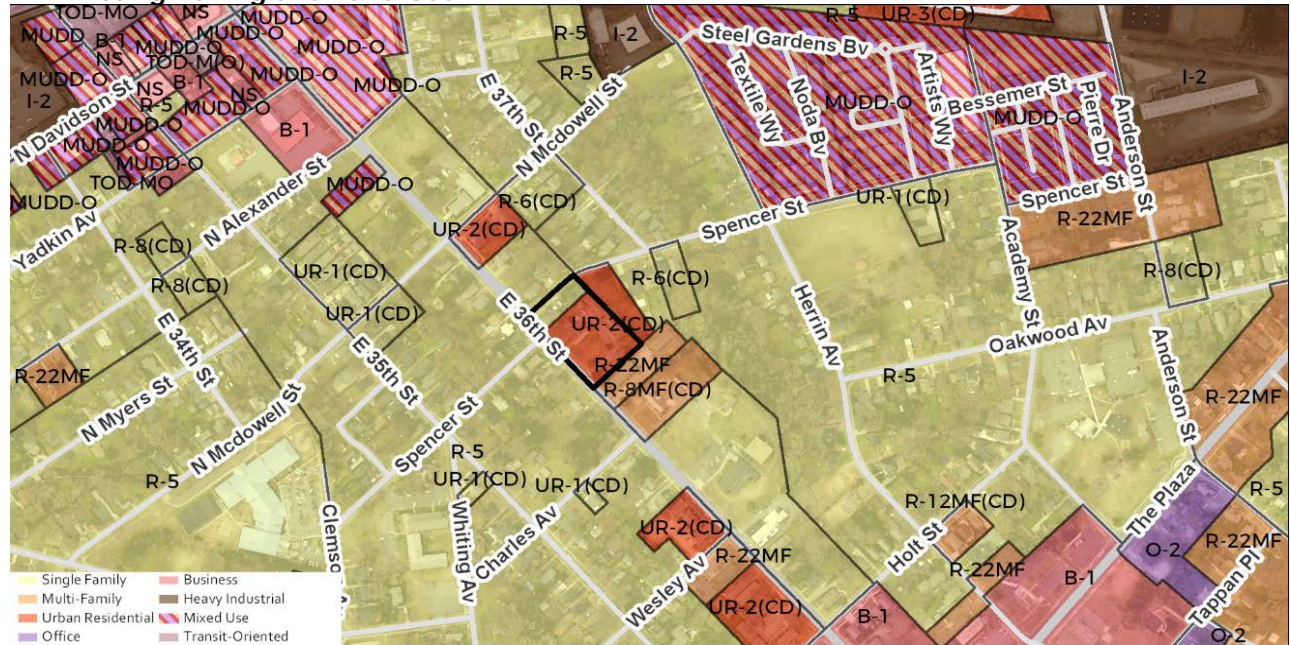 TOD-MO
NS
MUDD-O
R-5
UR-3(CD)
MUDD
B-1
MUDD-O
I-2
Steel Gardens Bv
NS
TOD-M(O)
MUDD-O
R-5
MUDD-O
NS
B-1
NS
MUDD-O
E 37th St
N Mcdowell St
Textile Wy
Noda Bv
Artists Wy
MUDD-O
Bessemer St
Pierre Dr
Anderson St
I-2
I-2
R-5
MUDD-O
MUDD-O
N Davidson St
MUDD-O
B-1
MUDD-O
MUDD-O
TOD-MO
MUDD-O
MUDD-O
Spencer St
Spencer St
R-22MF
UR-1(CD)
Yadkin Av
N Alexander St
R-6(CD)
UR-2(CD)
R-8(CD)
R-8(CD)
UR-1(CD)
UR-1(CD)
R-6(CD)
Academy St
R-8(CD)
Herrin Av
E 36th St
UR-2(CD)
Oakwood Av
E 34th St
E 35th St
R-22MF
R-22MF
R-8MF(CD)
R-5
Anderson St
R-22MF
N Myers St
N Mcdowell St
Spencer St
R-5
R-5
UR-1(CD)
UR-1(CD)
Whiting Av
Charles Av
R-12MF(CD)
Holt St
The Plaza
R-5
UR-2(CD)
R-22MF
Wesley Av
UR-2(CD)
B-1
R-22MF
B-1
O-2
R-22MF
Tappan Pl
O-2
Single Family
Multi-Family
Urban Residential
Office
Business
Heavy Industrial
Mixed Use
Transit-Oriented